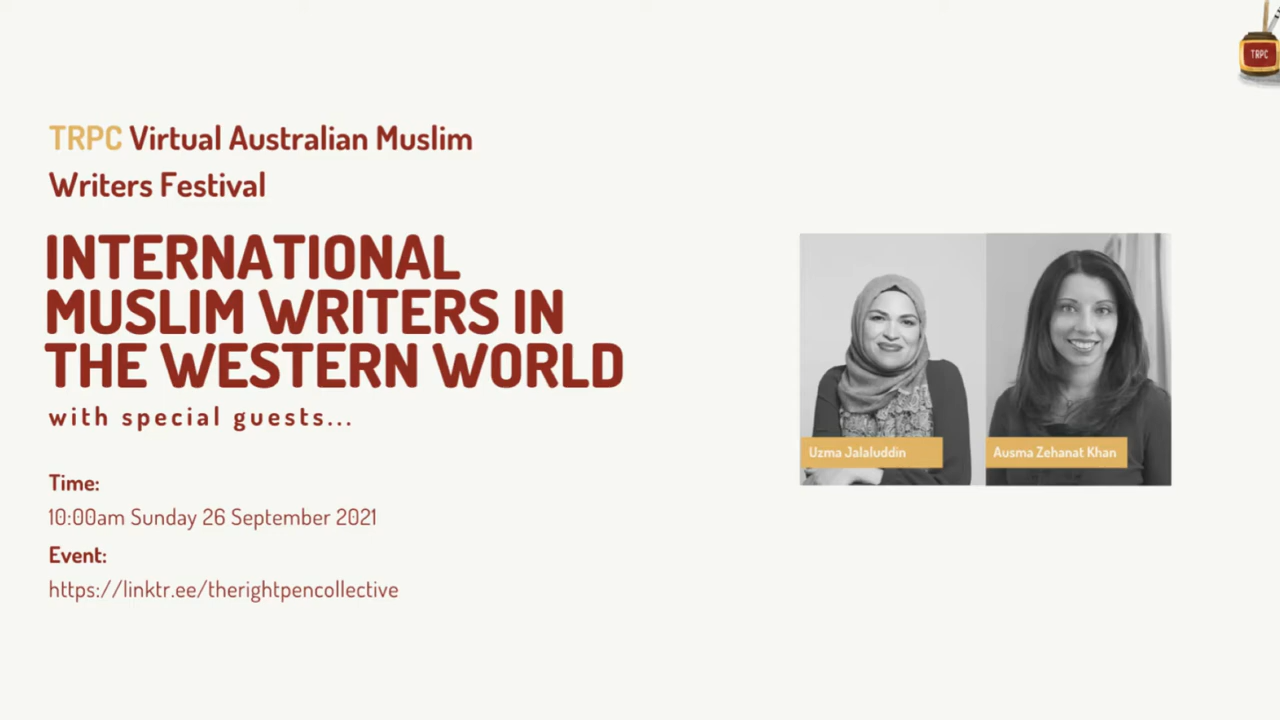 TRPC
TRPC Virtual Australian Muslim
Writers Festival
INTERNATIONAL
MUSLIM WRITERS IN
THE WESTERN WORLD
with special guests...
Time:
10:00am Sunday 26 September 2021
Event:
https://linktr.ee/therightpencollective
Uzma Jalaluddin
Ausma Zehanat Khan